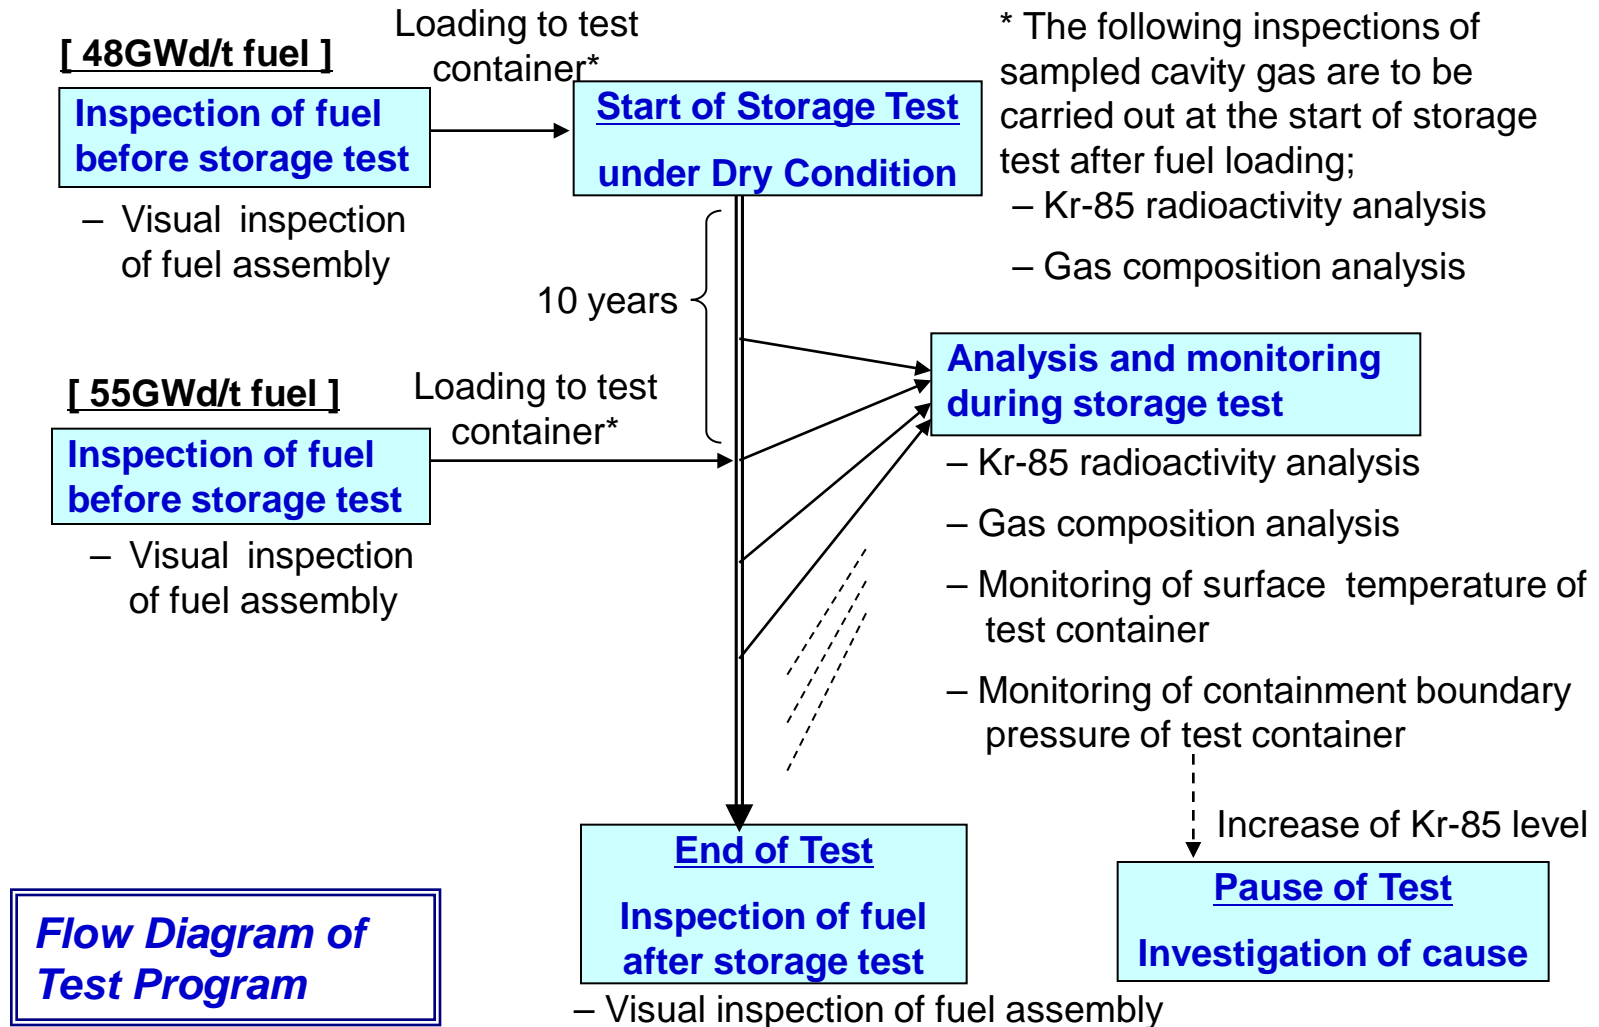 [ 48GWd/t fuel ]
Loading to test
container*
Inspection of fuel
before storage test
– Visual inspection
of fuel assembly
Start of Storage Test
under Dry Condition
* The following inspections of
sampled cavity gas are to be
carried out at the start of storage
test after fuel loading;
– Kr-85 radioactivity analysis
– Gas composition analysis
10 years
[ 55GWd/t fuel ]
Loading to test
container*
Inspection of fuel
before storage test
– Visual inspection
of fuel assembly
Analysis and monitoring
during storage test
– Kr-85 radioactivity analysis
– Gas composition analysis
– Monitoring of surface temperature of
test container
– Monitoring of containment boundary
pressure of test container
Increase of Kr-85 level
End of Test
Inspection of fuel
after storage test
– Visual inspection of fuel assembly
Pause of Test
Investigation of cause
Flow Diagram of
Test Program